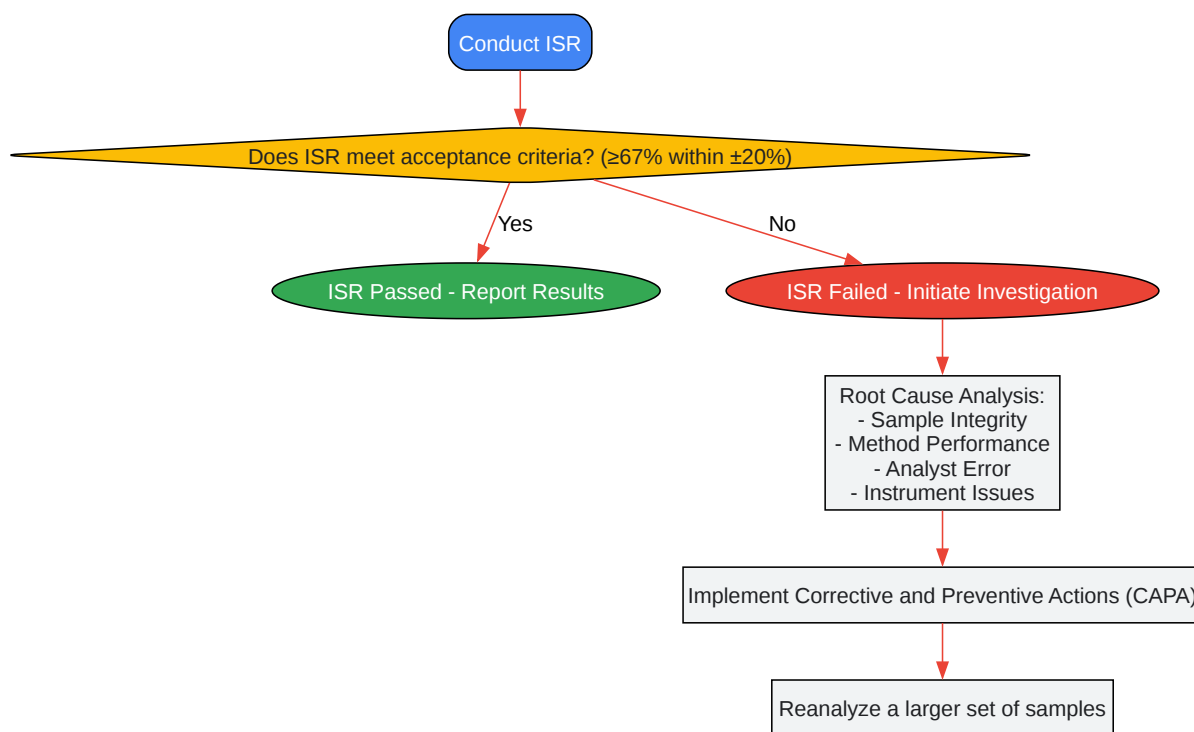 Conduct ISR
Does ISR meet acceptance criteria? (≥67% within ±20%)
Yes
No
ISR Passed - Report Results
ISR Failed - Initiate Investigation
Root Cause Analysis:
- Sample Integrity
- Method Performance
- Analyst Error
- Instrument Issues
Implement Corrective and Preventive Actions (CAPA)
Reanalyze a larger set of samples